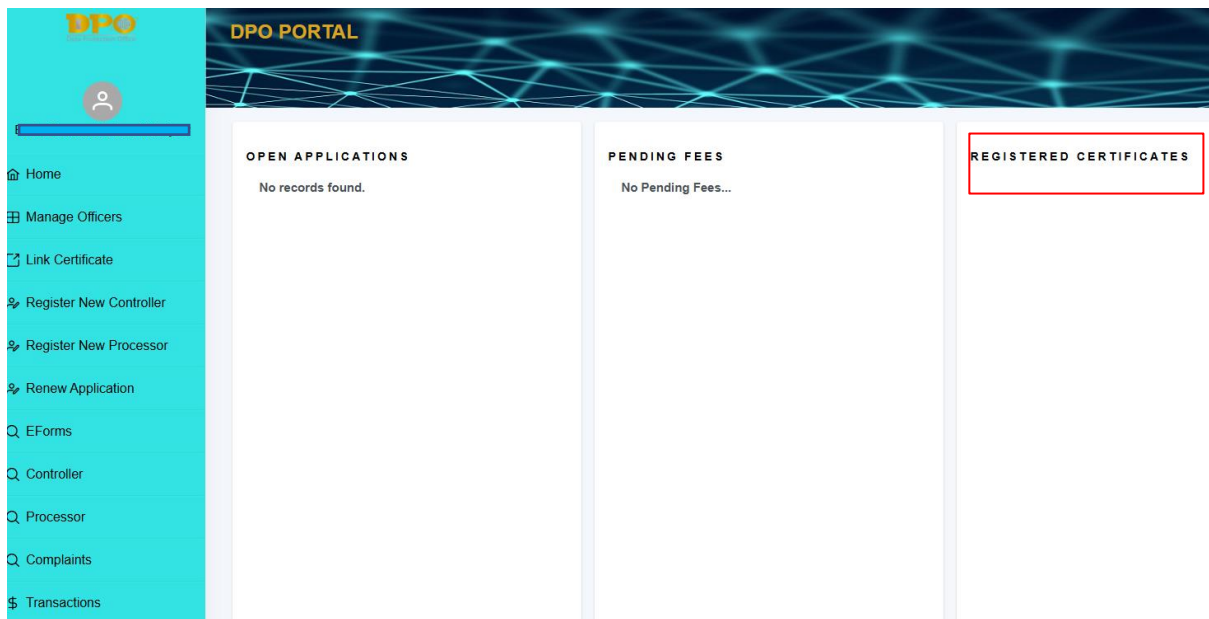 DPO
DPO PORTAL
OPEN APPLICATIONS
No records found.
PENDING FEES
No Pending Fees...
REGISTERED CERTIFICATES
Home
Manage Officers
Link Certificate
Register New Controller
Register New Processor
Renew Application
EForms
Controller
Processor
Complaints
Transactions